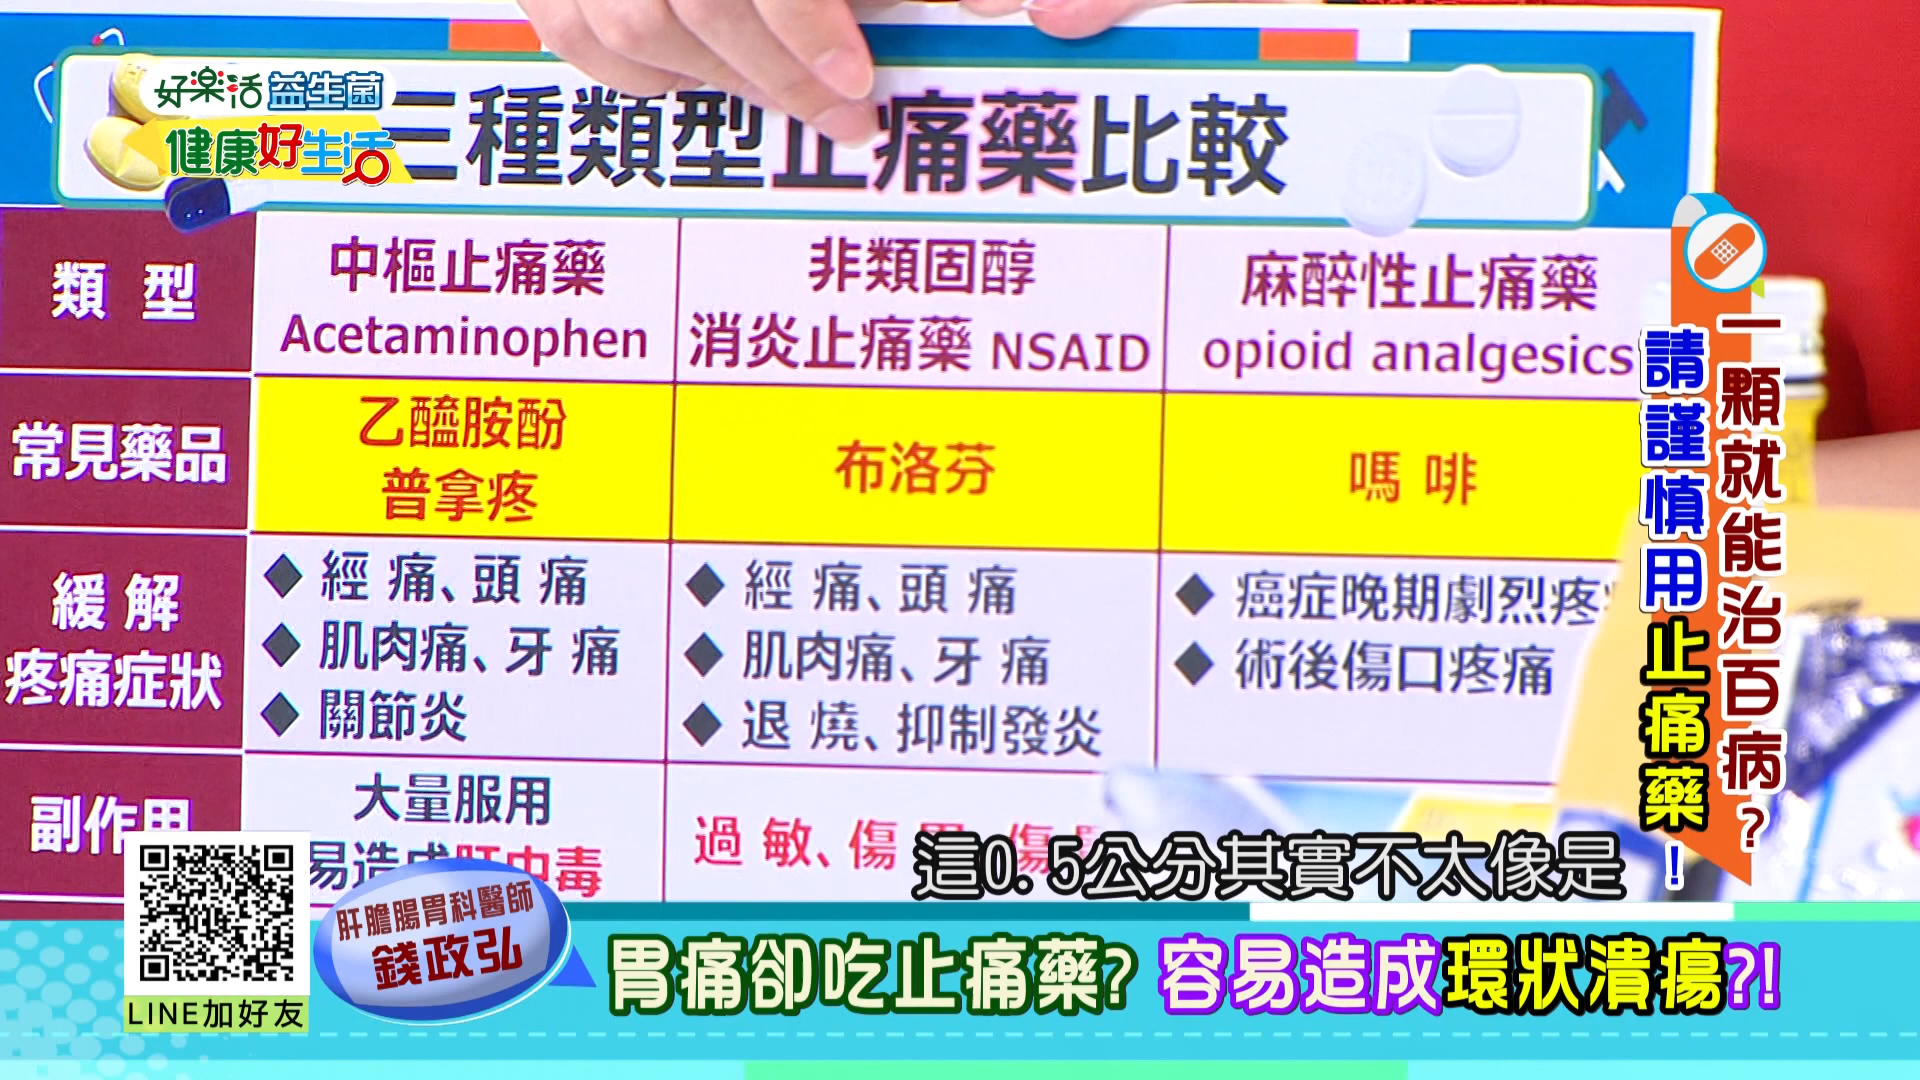 好樂活益生菌
健康好生活
三種類型止痛藥比較
類 型
中樞止痛藥
Acetaminophen
非類固醇
消炎止痛藥 NSAID
麻醉性止痛藥
opioid analgesics
常見藥品
乙醯胺酚
普拿疼
布洛芬
嗎 啡
緩 解
疼痛症狀
◆ 經 痛、頭 痛
◆ 肌肉痛、牙 痛
◆ 關節炎
◆ 經 痛、頭 痛
◆ 肌肉痛、牙 痛
◆ 退 燒、抑制發炎
◆ 癌症晚期劇烈疼
◆ 術後傷口疼痛
副作用
大量服用
易造成肝中毒
過 敏、傷胃、傷
一顆就能治百病?
請謹慎用止痛藥!
這0.5公分其實不太像是
肝膽腸胃科醫師
錢政弘
胃痛卻吃止痛藥? 容易造成環狀潰瘍?!
LINE加好友